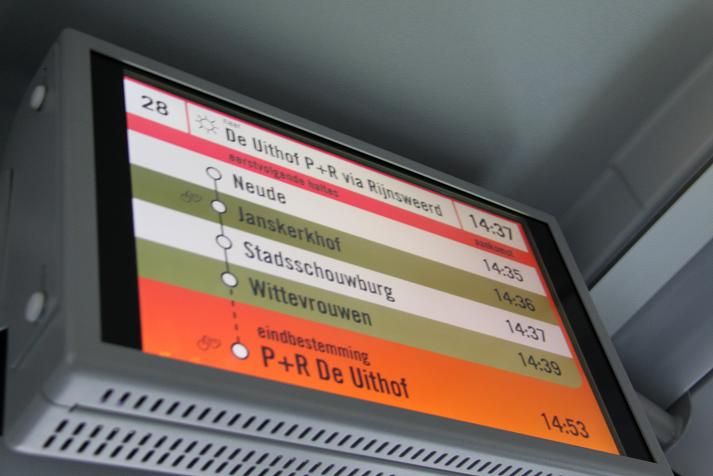 28 naar De Uithof P+R via Rijnsweerd 14:37
eerstvolgende haltes aankomst
Neude 14:35
Janskerkhof 14:36
Stadsschouwburg 14:37
Wittevrouwen 14:39
eindbestemming
P+R De Uithof 14:53